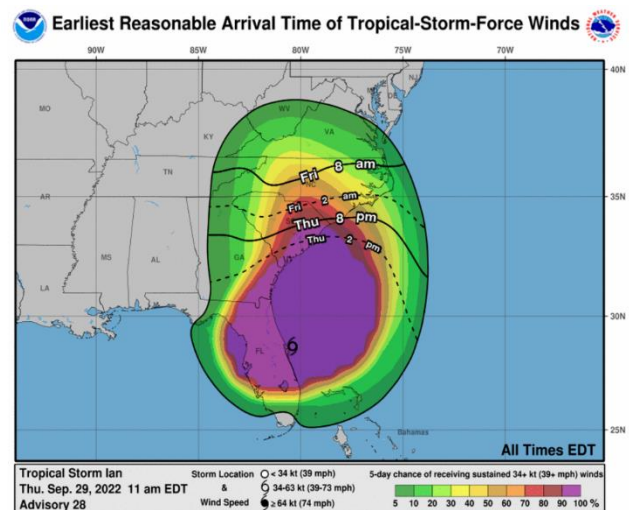 Earliest Reasonable Arrival Time of Tropical-Storm-Force Winds
90W 85W 80W 75W 70W
40N
NJ
MO
WV
DE
KY
VA
Fri 8 am
TN
NC
35N
AR
Fri 2 am
Thu 8 pm
Thu 2 pm
MS AL GA
LA
30N
FL
25N
Bahamas
All Times EDT
Tropical Storm Ian
Thu. Sep. 29, 2022 11 am EDT
Advisory 28
Storm Location < 34 kt (39 mph)
& 34-63 kt (39-73 mph)
Wind Speed ≥ 64 kt (74 mph)
5-day chance of receiving sustained 34+ kt (39+ mph) winds
5 10 20 30 40 50 60 70 80 90 100 %